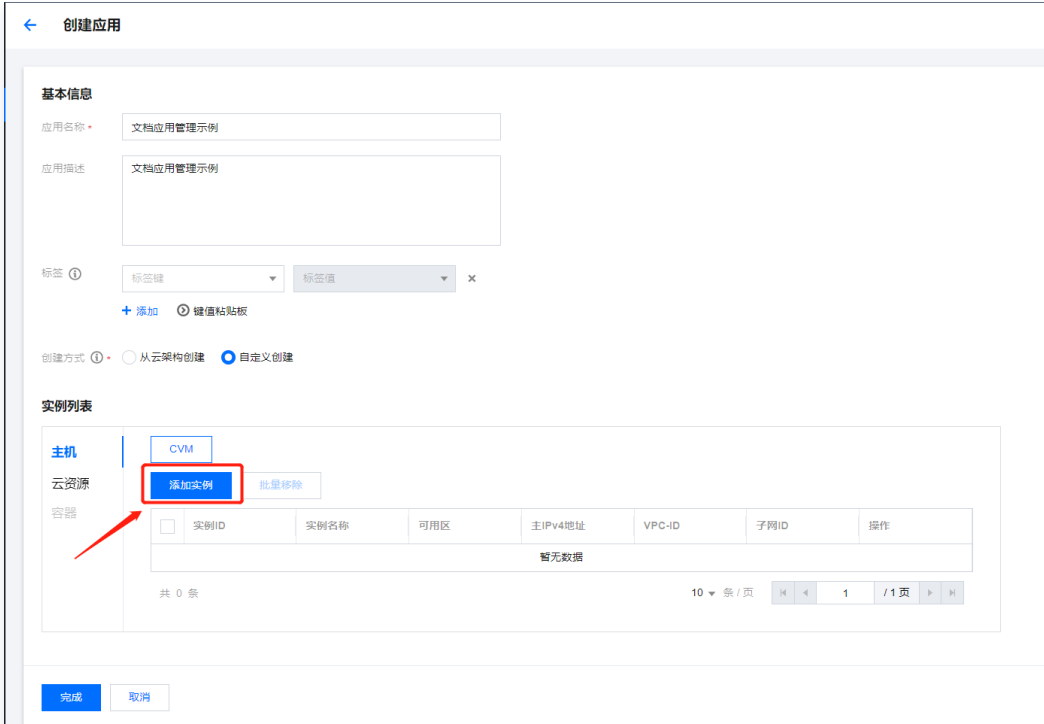 创建应用
基本信息
应用名称 * 文档应用管理示例
应用描述 文档应用管理示例
标签 标签键 标签值
+ 添加 键值粘贴板
创建方式 * 从云架构创建 自定义创建
实例列表
主机 CVM
云资源 添加实例 批量移除
容器
实例ID 实例名称 可用区 主IPv4地址 VPC-ID 子网ID 操作
暂无数据
共 0 条 10 条 / 页 1 / 1 页
完成 取消